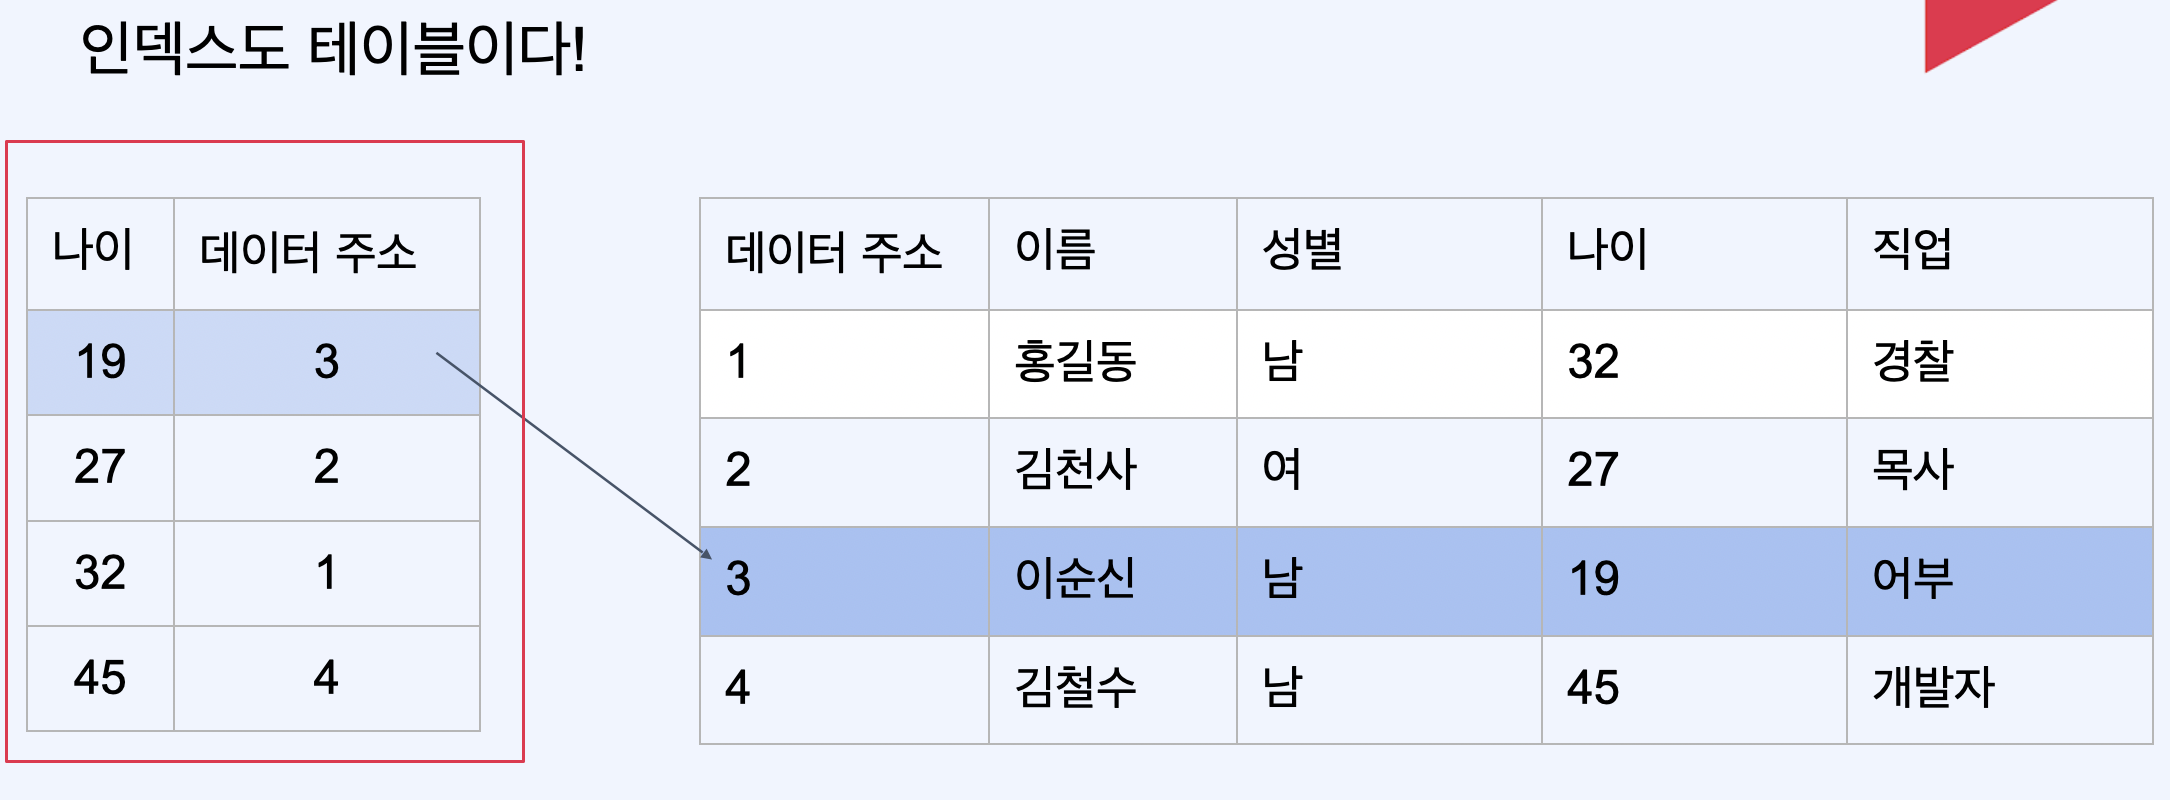 인덱스도 테이블이다!
나이 데이터 주소
19 3
27 2
32 1
45 4
데이터 주소 이름 성별 나이 직업
1 홍길동 남 32 경찰
2 김천사 여 27 목사
3 이순신 남 19 어부
4 김철수 남 45 개발자